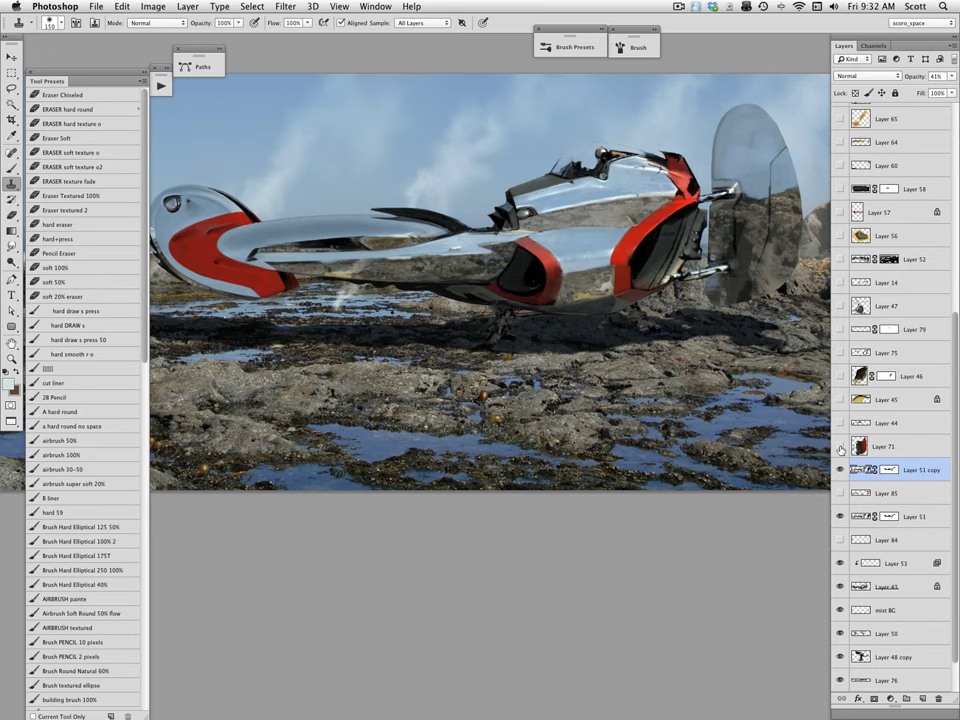 Photoshop File Edit Image Layer Type Select Filter 3D View Window Help Fri 9:32 AM Scott
150 Mode: Normal Opacity: 100% Flow: 100% Aligned Sample: All Layers scoro_space
Brush Presets Brush
Paths
Tool Presets
Eraser Chiseled
ERASER hard round
ERASER hard texture o
Eraser Soft
ERASER soft texture o
ERASER soft texture o2
ERASER texture fade
Eraser Textured 100%
Eraser textured 2
hard eraser
hard+press
Pencil Eraser
soft 100%
soft 50%
soft 20% eraser
hard draw s press
hard DRAW s
hard draw s press 50
hard smooth r o
]]]]]]
cut liner
28 Pencil
A hard round
a hard round no space
airbrush 50%
airbrush 100%
airbrush 30-50
airbrush super soft 20%
B liner
hard 59
Brush Hard Elliptical 125 50%
Brush Hard Elliptical 100% 2
Brush Hard Elliptical 175T
Brush Hard Elliptical 250 100%
Brush Hard Elliptical 40%
AIRBRUSH painte
Airbrush Soft Round 50% flow
AIRBRUSH textured
Brush PENCIL 10 pixels
Brush PENCIL 2 pixels
Brush Round Natural 60%
Brush textured ellipse
building brush 100%
Current Tool Only
Layers Channels
Kind
Normal Opacity: 41%
Lock: Fill: 100%
Layer 65
Layer 64
Layer 60
Layer 58
Layer 57
Layer 56
Layer 52
Layer 14
Layer 47
Layer 79
Layer 75
Layer 46
Layer 45
Layer 44
Layer 71
Layer 51 copy
Layer 85
Layer 51
Layer 84
Layer 53
Layer 43
mist BG
Layer 50
Layer 48 copy
Layer 76
fx